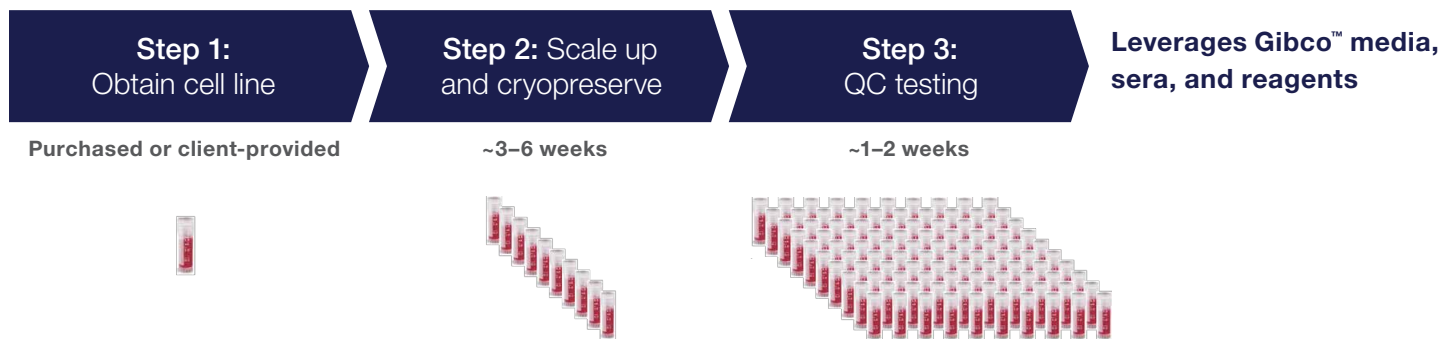 Step 1:
Obtain cell line
Step 2: Scale up
and cryopreserve
Step 3:
QC testing
Leverages Gibco™ media,
sera, and reagents
Purchased or client-provided
~3–6 weeks
~1–2 weeks